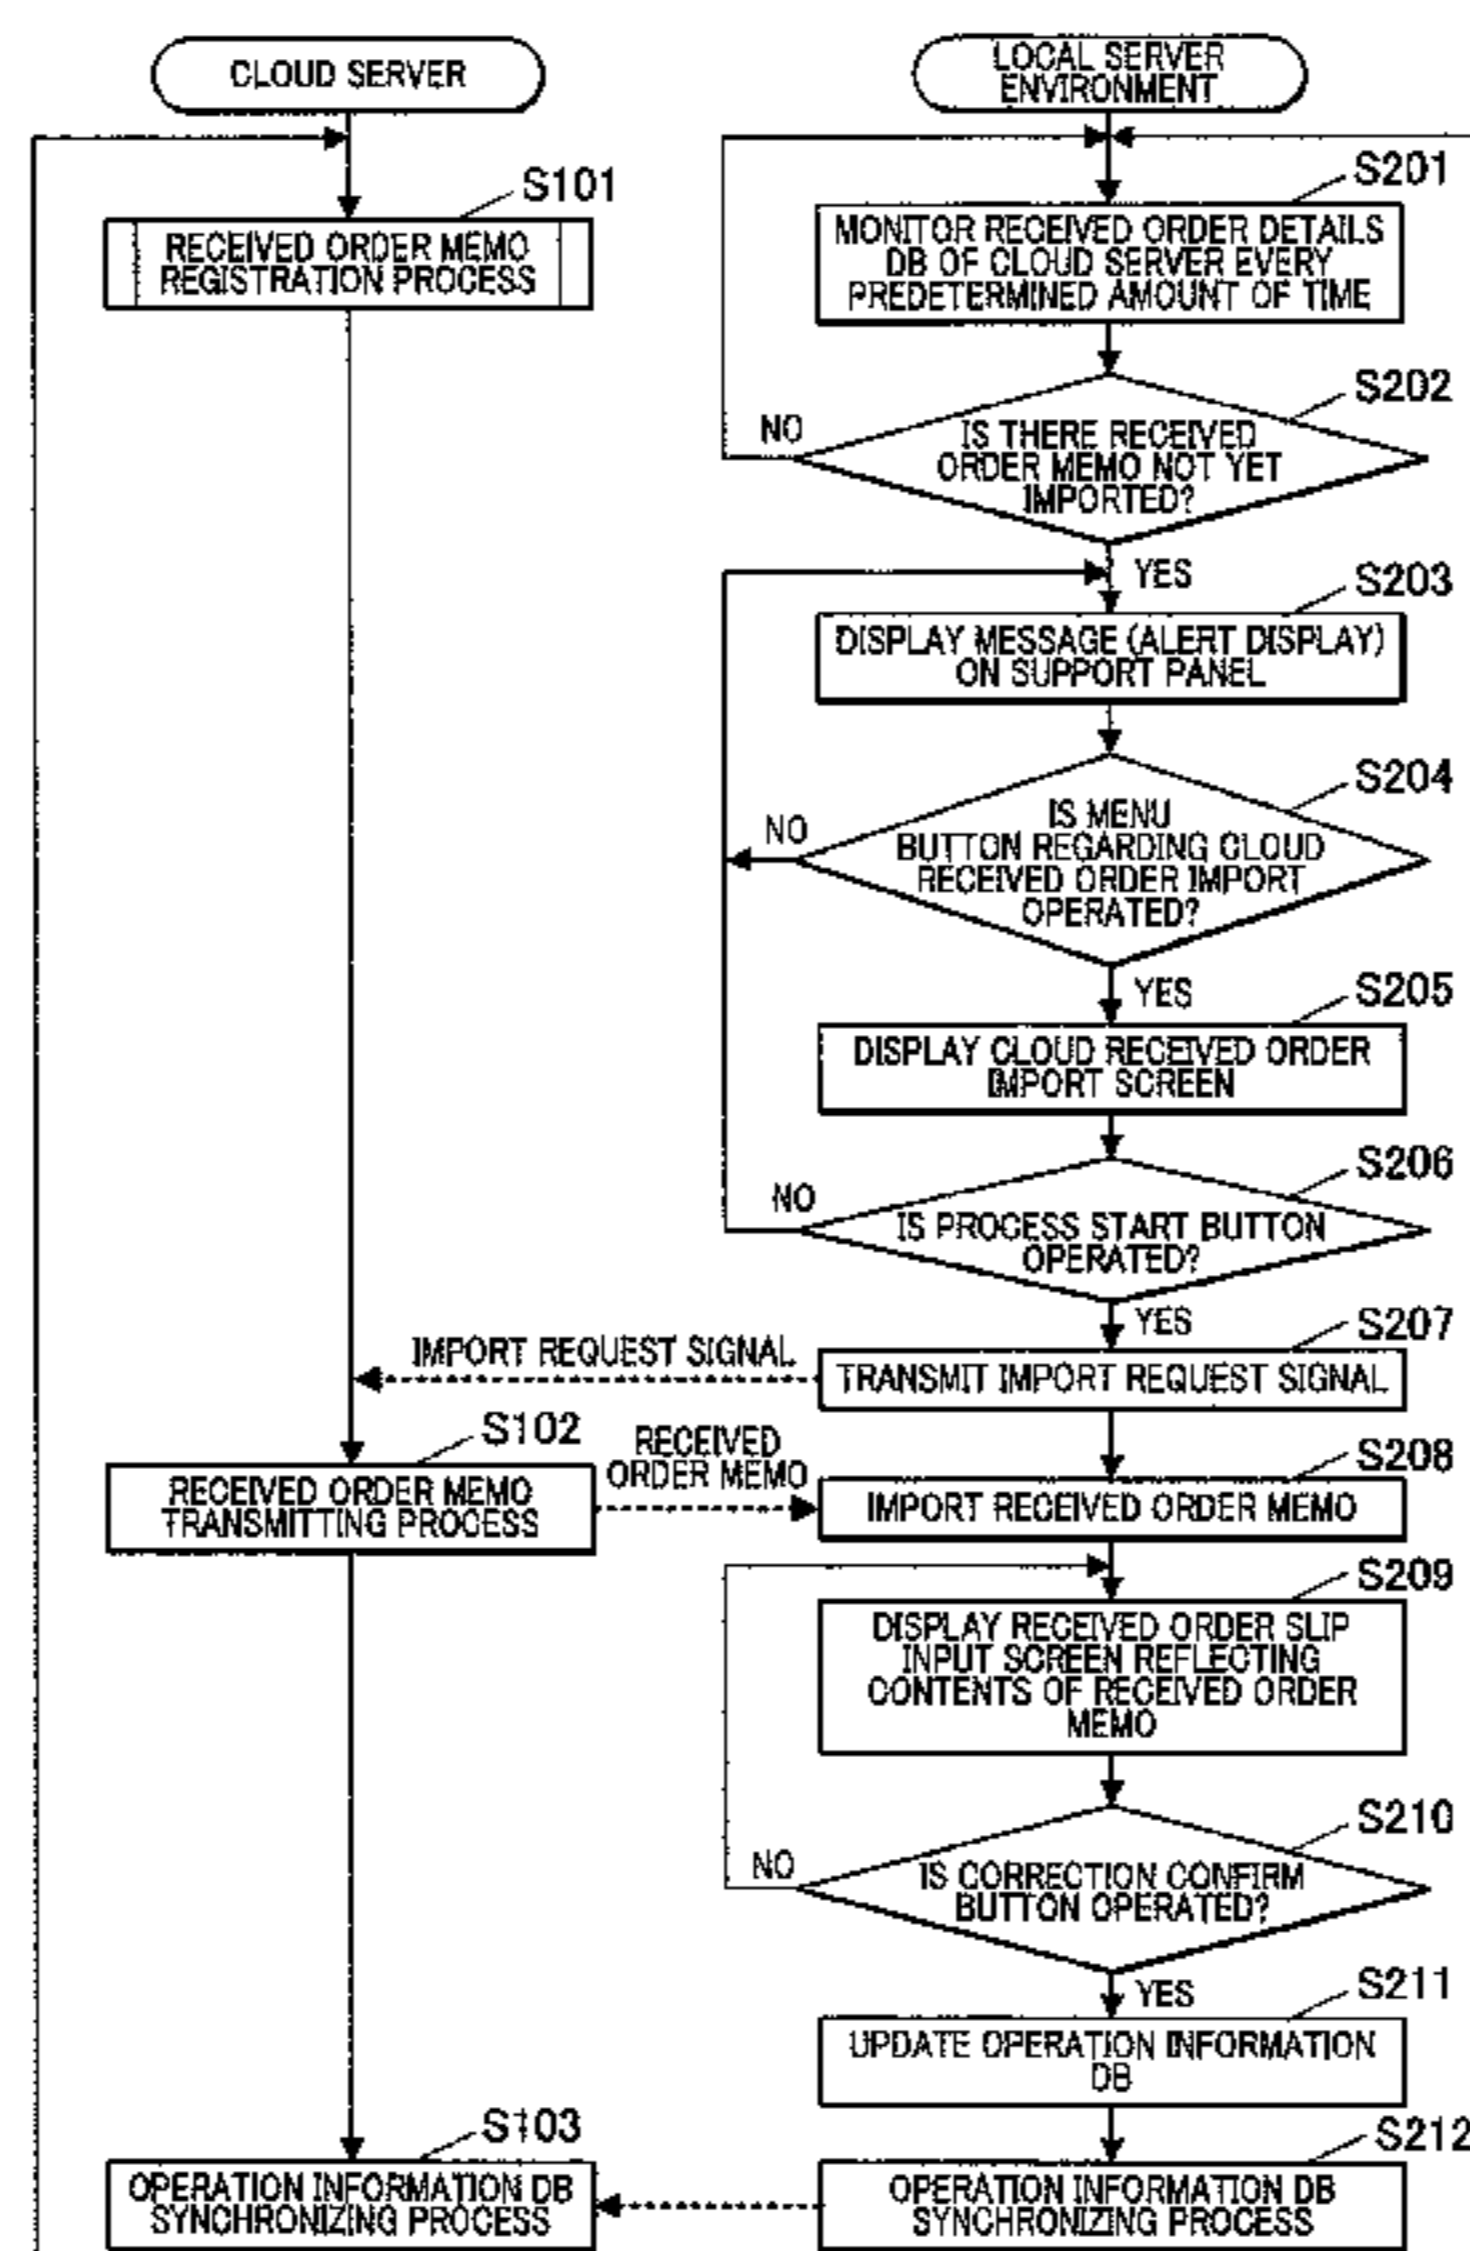 CLOUD SERVER
S101
RECEIVED ORDER MEMO
REGISTRATION PROCESS
IMPORT REQUEST SIGNAL
S102
RECEIVED ORDER MEMO
TRANSMITTING PROCESS
RECEIVED
ORDER MEMO
S103
OPERATION INFORMATION DB
SYNCHRONIZING PROCESS
LOCAL SERVER
ENVIRONMENT
S201
MONITOR RECEIVED ORDER DETAILS
DB OF CLOUD SERVER EVERY
PREDETERMINED AMOUNT OF TIME
S202
NO
IS THERE RECEIVED
ORDER MEMO NOT YET
IMPORTED?
YES
S203
DISPLAY MESSAGE (ALERT DISPLAY)
ON SUPPORT PANEL
S204
NO
IS MENU
BUTTON REGARDING CLOUD
RECEIVED ORDER IMPORT
OPERATED?
YES
S205
DISPLAY CLOUD RECEIVED ORDER
IMPORT SCREEN
S206
NO
IS PROCESS START BUTTON
OPERATED?
YES
S207
TRANSMIT IMPORT REQUEST SIGNAL
S208
IMPORT RECEIVED ORDER MEMO
S209
DISPLAY RECEIVED ORDER SLIP
INPUT SCREEN REFLECTING
CONTENTS OF RECEIVED ORDER
MEMO
S210
NO
IS CORRECTION CONFIRM
BUTTON OPERATED?
YES
S211
UPDATE OPERATION INFORMATION
DB
S212
OPERATION INFORMATION DB
SYNCHRONIZING PROCESS